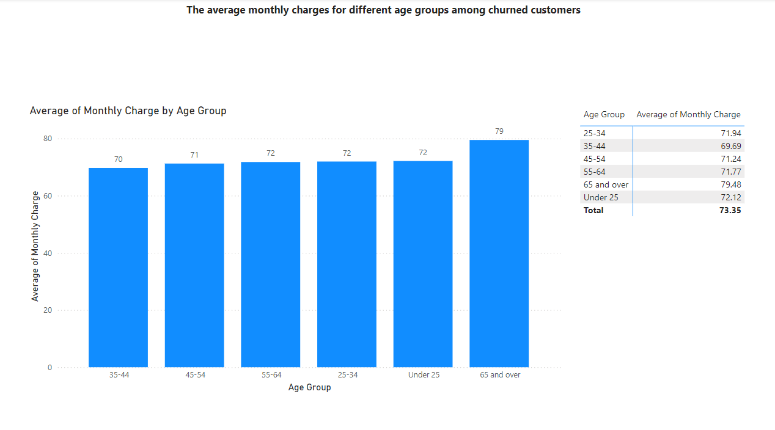 The average monthly charges for different age groups among churned customers
Average of Monthly Charge by Age Group
Average of Monthly Charge
80
60
40
20
0
70
71
72
72
72
79
35-44
45-54
55-64
25-34
Under 25
65 and over
Age Group
Age Group Average of Monthly Charge
25-34 71.94
35-44 69.69
45-54 71.24
55-64 71.77
65 and over 79.48
Under 25 72.12
Total 73.35